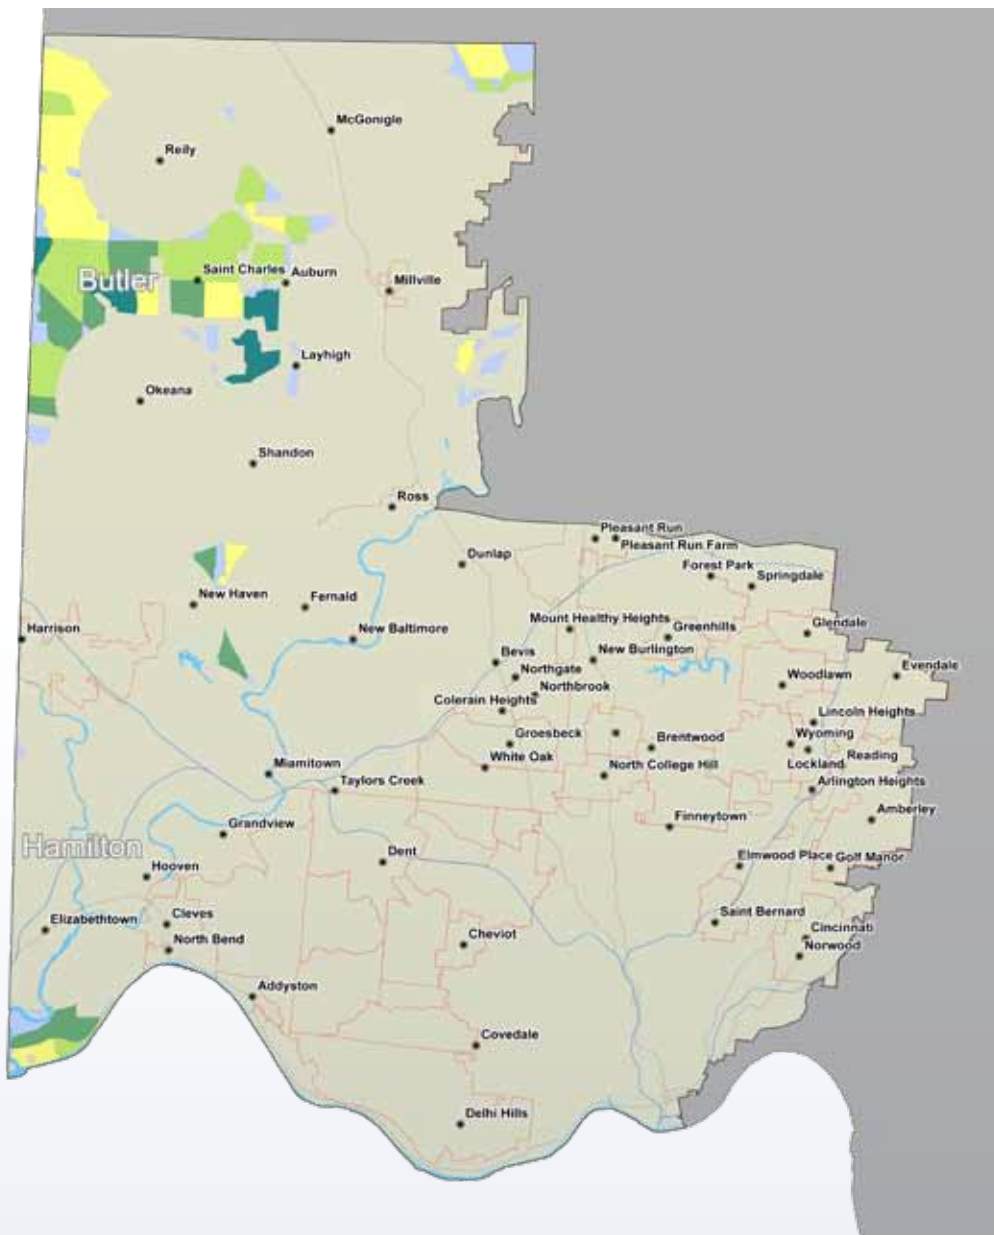 McGonigle
Reily
Butler
Saint Charles
Auburn
Millville
Layhigh
Okeana
Shandon
Ross
Pleasant Run
Pleasant Run Farm
Dunlap
Forest Park
Springdale
New Haven
Fernald
Mount Healthy Heights
Glendale
Harrison
New Baltimore
Greenhills
Bevis
New Burlington
Evendale
Northgate
Woodlawn
Northbrook
Colerain Heights
Lincoln Heights
Groesbeck
Brentwood
Wyoming
White Oak
North College Hill
Lockland
Reading
Miamitown
Taylors Creek
Arlington Heights
Grandview
Finneytown
Amberley
Hamilton
Dent
Elmwood Place
Golf Manor
Hooven
Elizabethtown
Cleves
Saint Bernard
North Bend
Cheviot
Cincinnati
Norwood
Addyston
Covedale
Delhi Hills